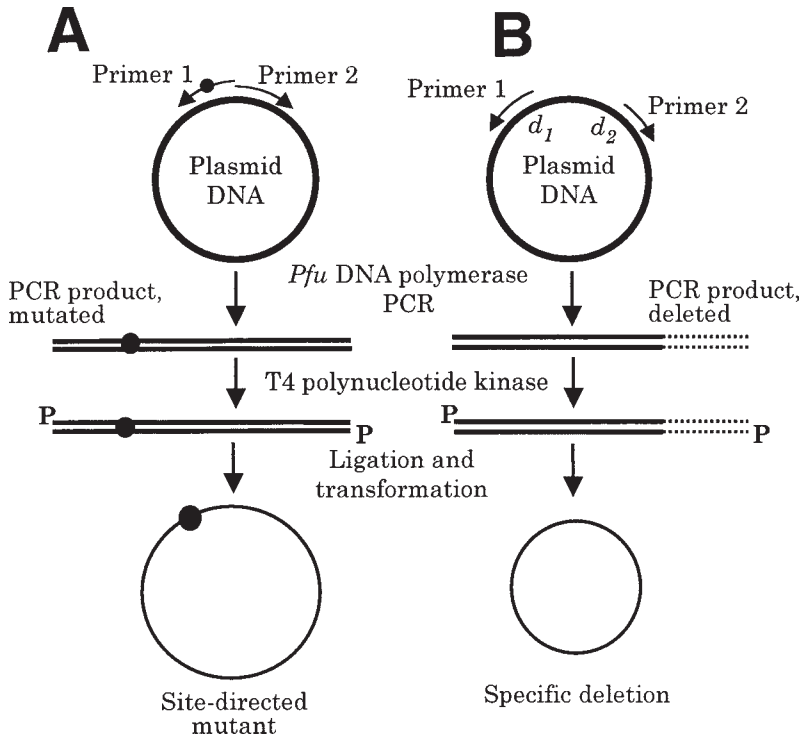 A
B
Primer 1
Primer 2
Primer 1
Primer 2
d1
d2
Plasmid
DNA
Plasmid
DNA
Pfu DNA polymerase
PCR
PCR product,
mutated
PCR product,
deleted
T4 polynucleotide kinase
P
P
P
P
Ligation and
transformation
Site-directed
mutant
Specific deletion